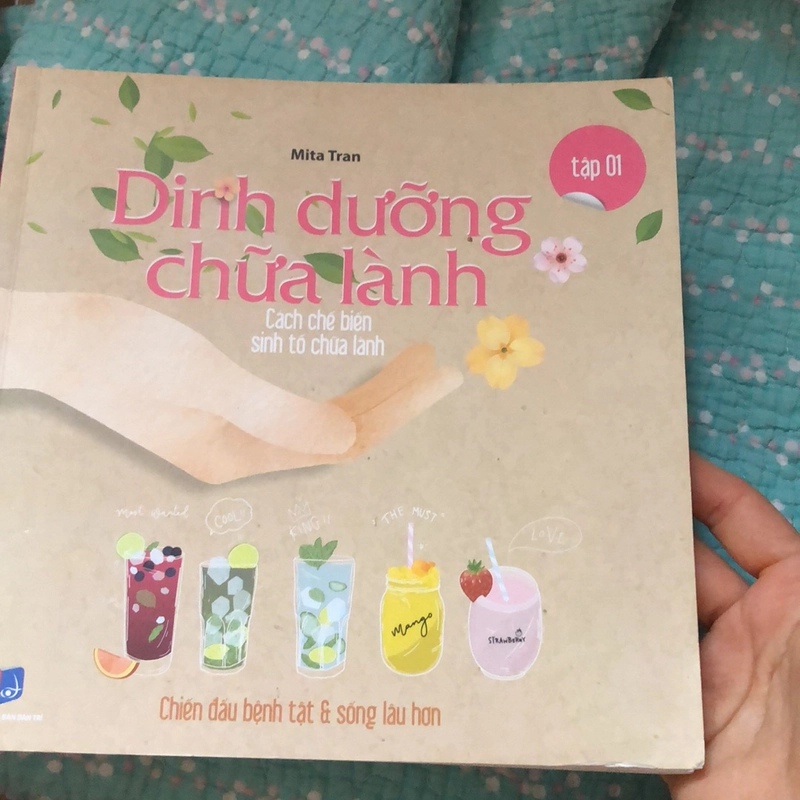 Mita Tran
tập 01
Dinh dưỡng
chữa lành
Cách chế biến
sinh tố chữa lành
COOL
THE MUST
LOVE
Mango
STRAWBERRY
Chiến đấu bệnh tật & sống lâu hơn